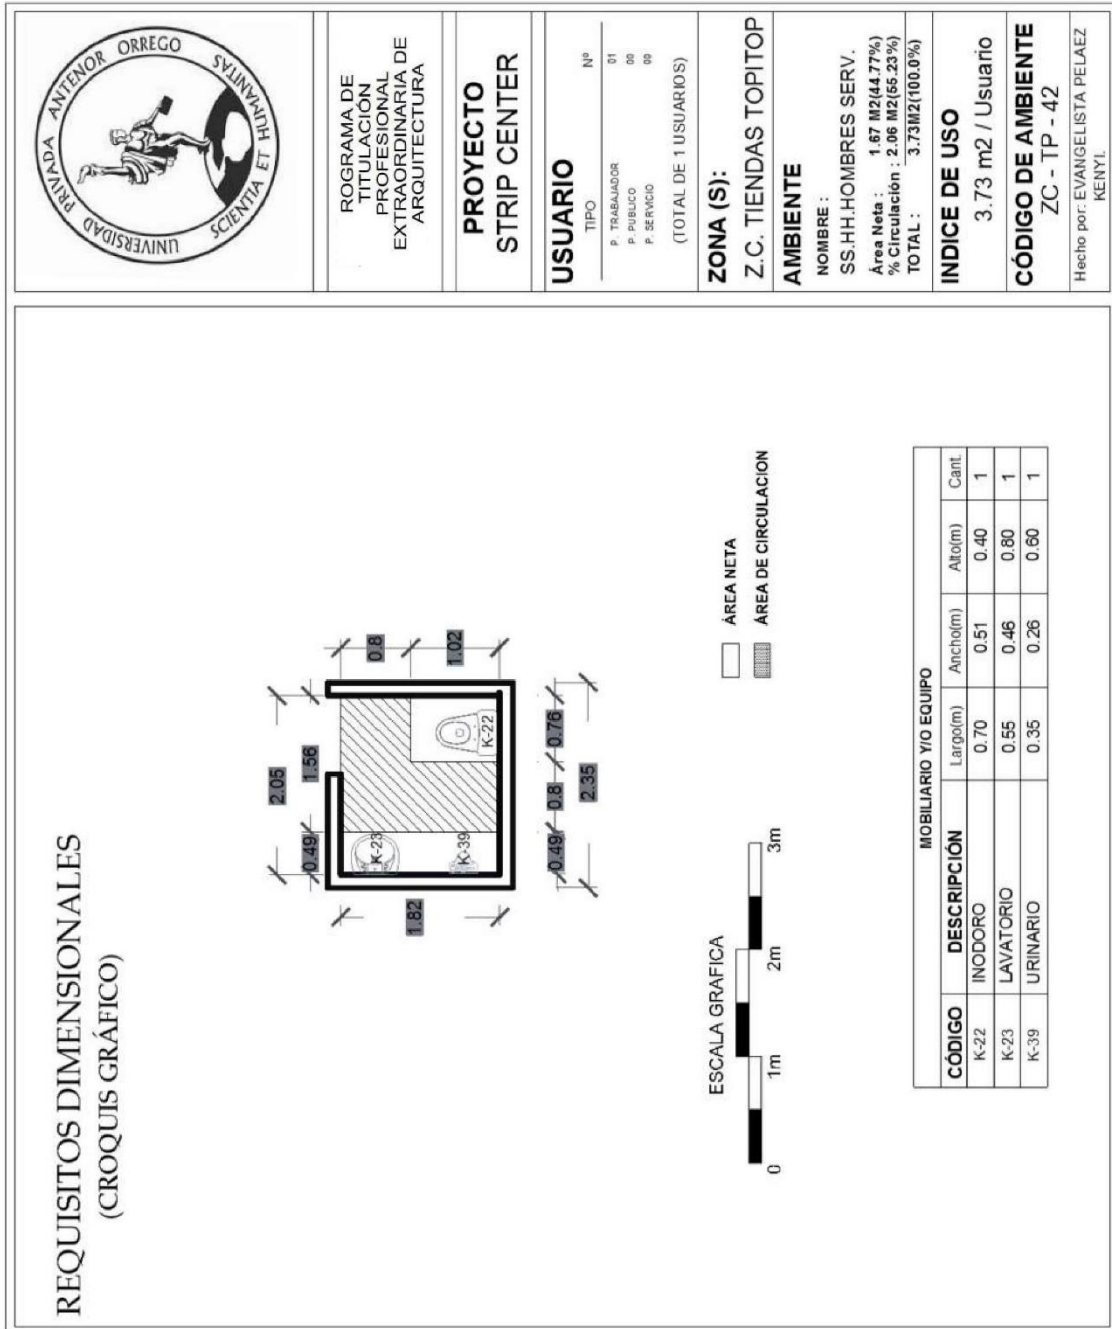 REQUISITOS DIMENSIONALES
(CROQUIS GRÁFICO)
2.05
0.49
1.56
1.82
0.8
1.02
K-23
K-39
K-22
0.49
0.8
0.76
2.35
ESCALA GRAFICA
0
1m
2m
3m
ÁREA NETA
ÁREA DE CIRCULACION
MOBILIARIO Y/O EQUIPO
CÓDIGO DESCRIPCIÓN Largo(m) Ancho(m) Alto(m) Cant.
K-22 INODORO 0.70 0.51 0.40 1
K-23 LAVATORIO 0.55 0.46 0.80 1
K-39 URINARIO 0.35 0.26 0.60 1
UNIVERSIDAD PRIVADA ANTENOR ORREGO
SCIENTIA ET HUMANITAS
ROGRAMA DE
TITULACIÓN
PROFESIONAL
EXTRAORDINARIA DE
ARQUITECTURA
PROYECTO
STRIP CENTER
USUARIO
TIPO Nº
P. TRABAJADOR 01
P. PUBLICO 00
P. SERVICIO 00
(TOTAL DE 1 USUARIOS)
ZONA (S):
Z.C. TIENDAS TOPITOP
AMBIENTE
NOMBRE :
SS.HH.HOMBRES SERV.
Área Neta : 1.67 M2(44.77%)
% Circulación : 2.06 M2(55.23%)
TOTAL : 3.73M2(100.0%)
INDICE DE USO
3.73 m2 / Usuario
CÓDIGO DE AMBIENTE
ZC - TP - 42
Hecho por: EVANGELISTA PELAEZ
KENYI.